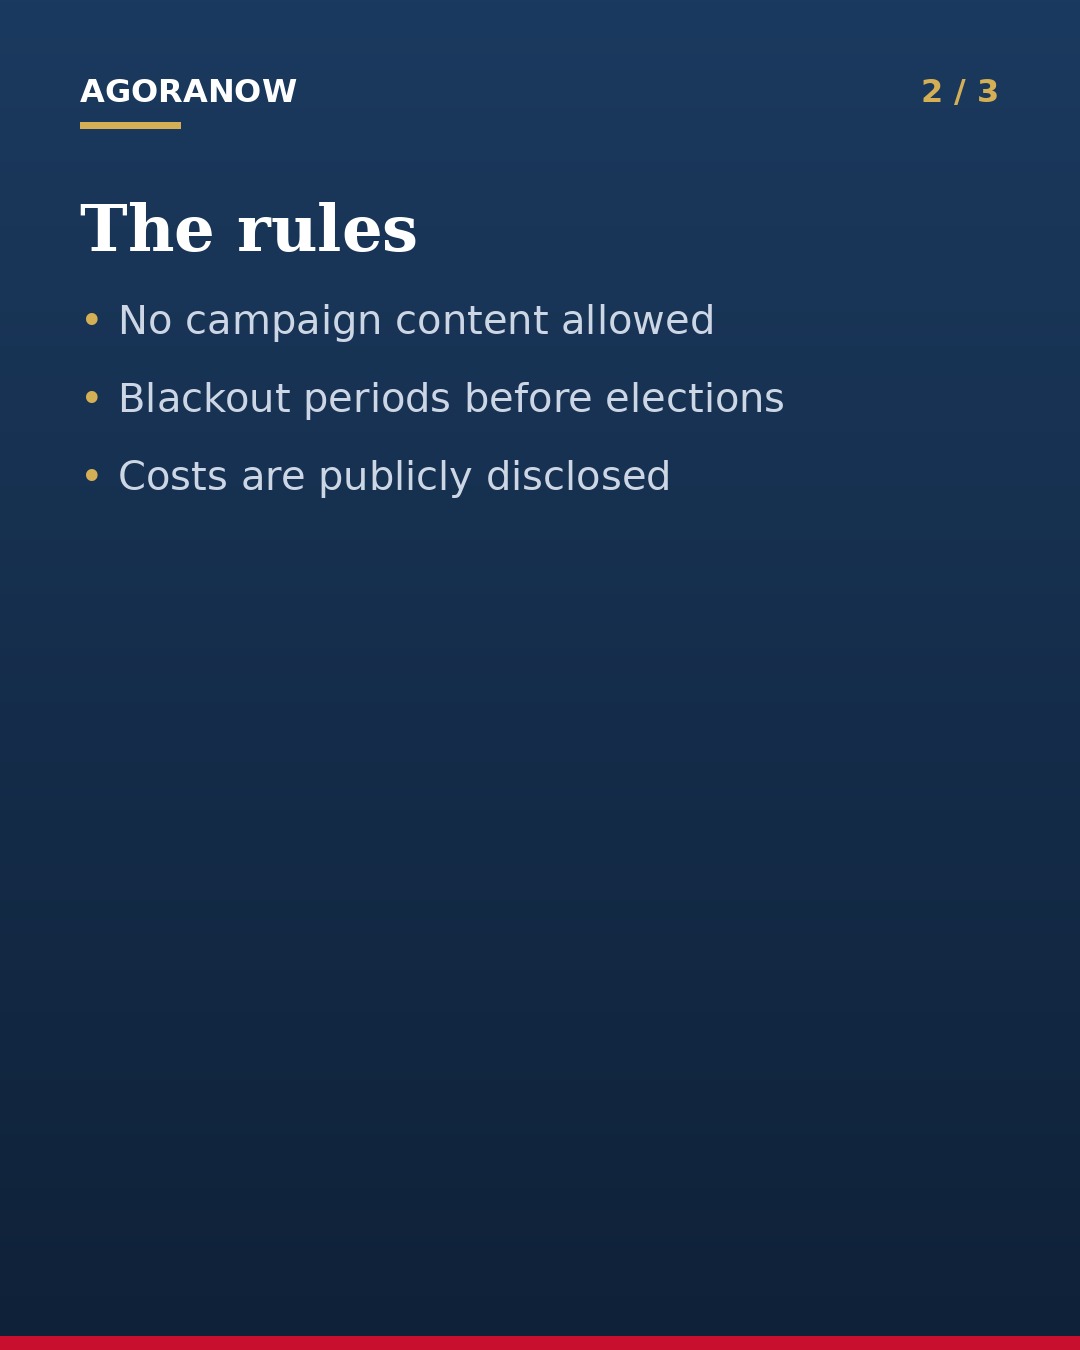 AGORANOW
2 / 3
The rules
• No campaign content allowed
• Blackout periods before elections
• Costs are publicly disclosed